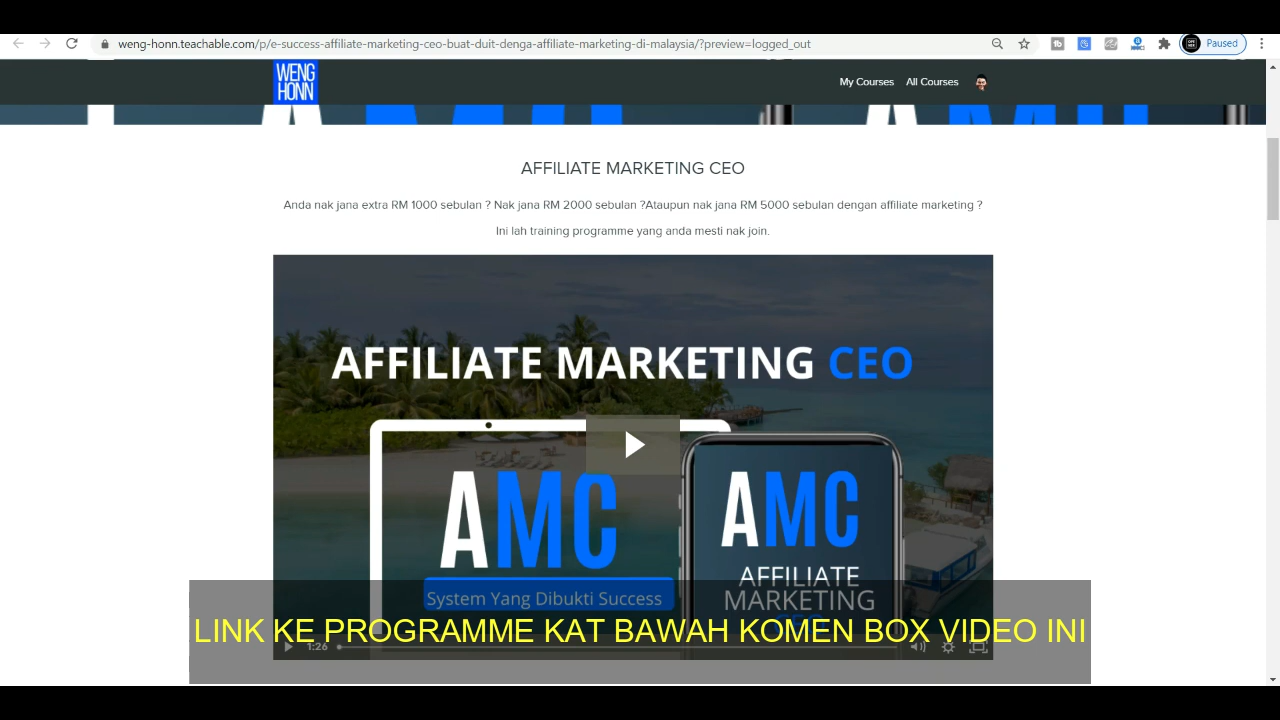 weng-honn.teachable.com/p/e-success-affiliate-marketing-ceo-buat-duit-denga-affiliate-marketing-di-malaysia/?preview=logged_out
Paused
WENG
HONN
My Courses All Courses
AFFILIATE MARKETING CEO
Anda nak jana extra RM 1000 sebulan ? Nak jana RM 2000 sebulan ?Ataupun nak jana RM 5000 sebulan dengan affiliate marketing ?
Ini lah training programme yang anda mesti nak join.
AFFILIATE MARKETING CEO
AMC
System Yang Dibukti Success
AMC
AFFILIATE
MARKETING
CEO
LINK KE PROGRAMME KAT BAWAH KOMEN BOX VIDEO INI
1:26